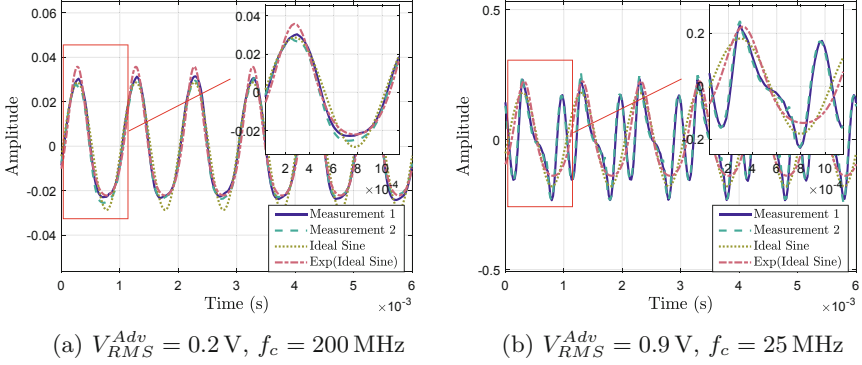 0.06
0.04
0.02
0
-0.02
-0.04
Amplitude
0 1 2 3 4 5 6
Time (s)
×10⁻³
0.04
0.02
0
-0.02
2 4 6 8 10
×10⁻⁴
Measurement 1
Measurement 2
Ideal Sine
Exp(Ideal Sine)
(a) V_{RMS}^{Adv} = 0.2 V, f_c = 200 MHz
0.5
0
-0.5
Amplitude
0 1 2 3 4 5 6
Time (s)
×10⁻³
0.2
0
-0.2
2 4 6 8 10
×10⁻⁴
Measurement 1
Measurement 2
Ideal Sine
Exp(Ideal Sine)
(b) V_{RMS}^{Adv} = 0.9 V, f_c = 25 MHz